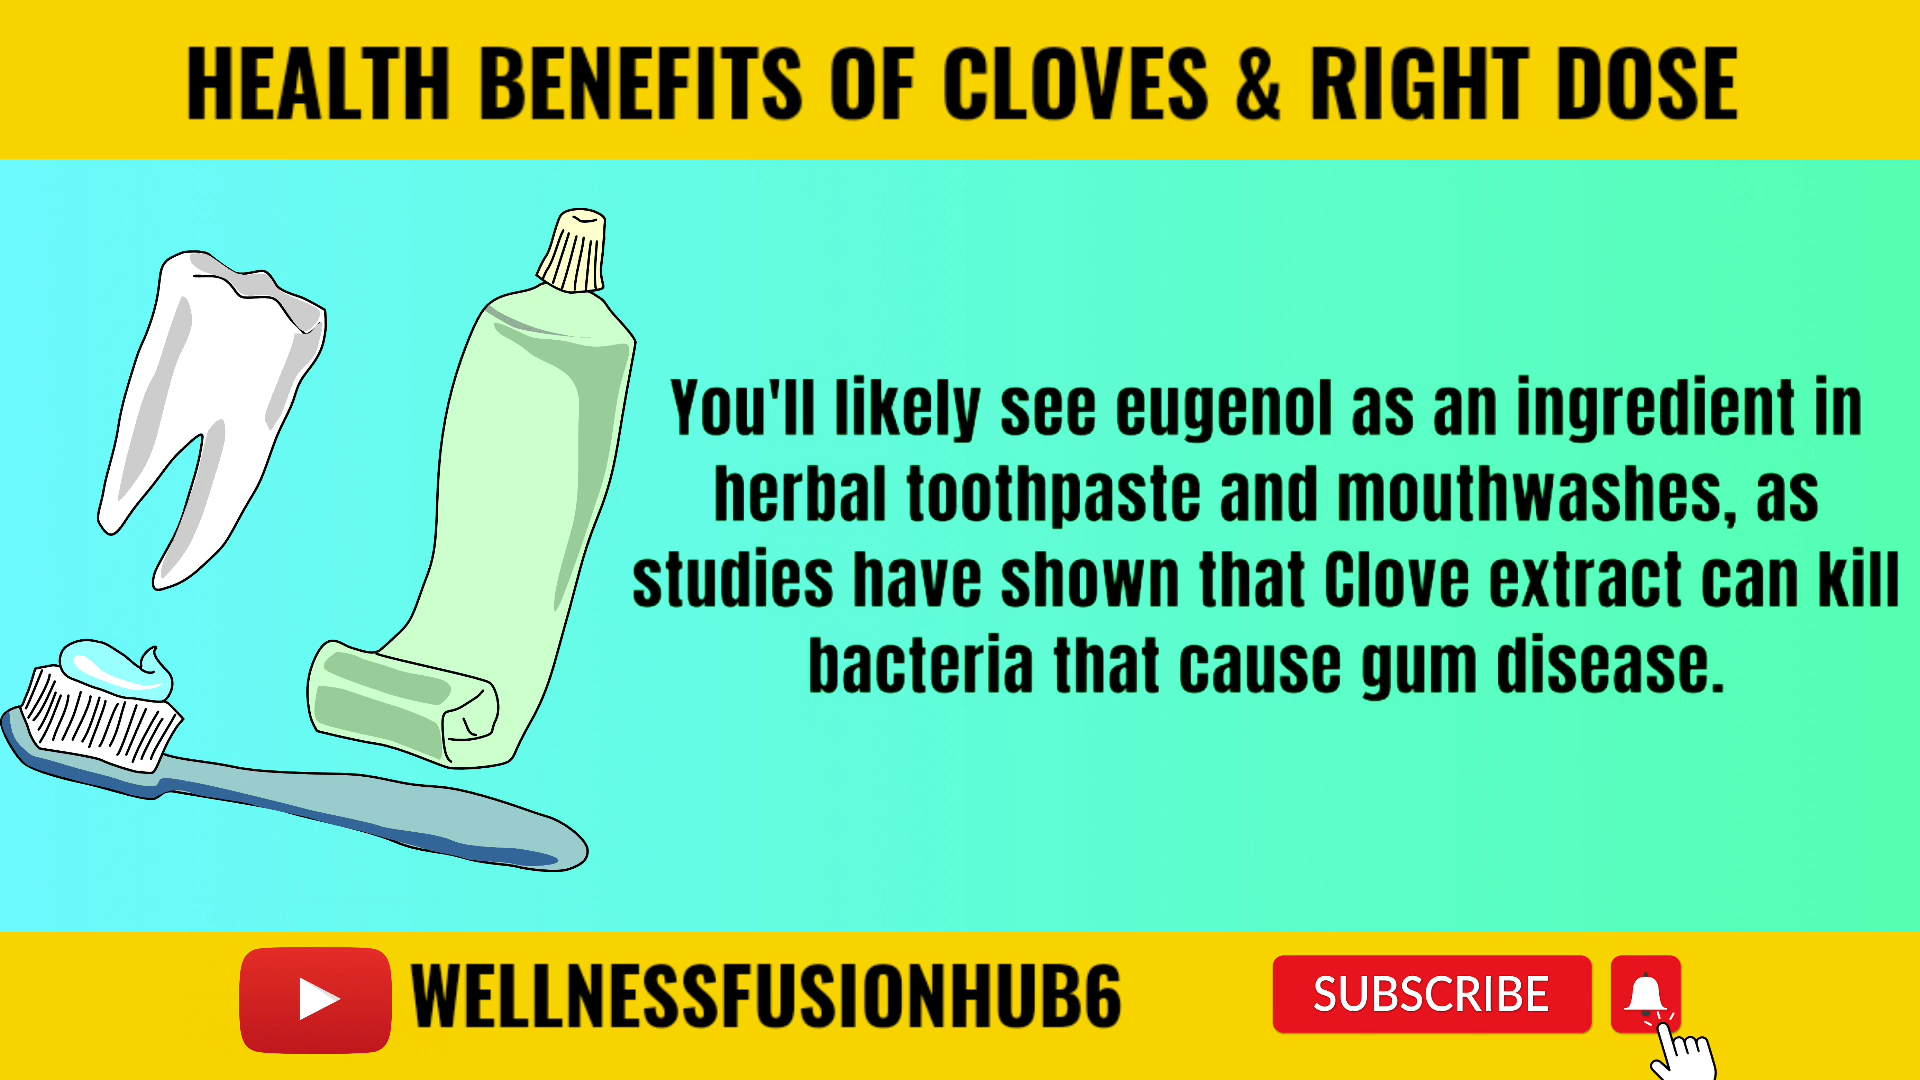 HEALTH BENEFITS OF CLOVES & RIGHT DOSE
You'll likely see eugenol as an ingredient in
herbal toothpaste and mouthwashes, as
studies have shown that Clove extract can kill
bacteria that cause gum disease.
WELLNESSFUSIONHUB6
SUBSCRIBE